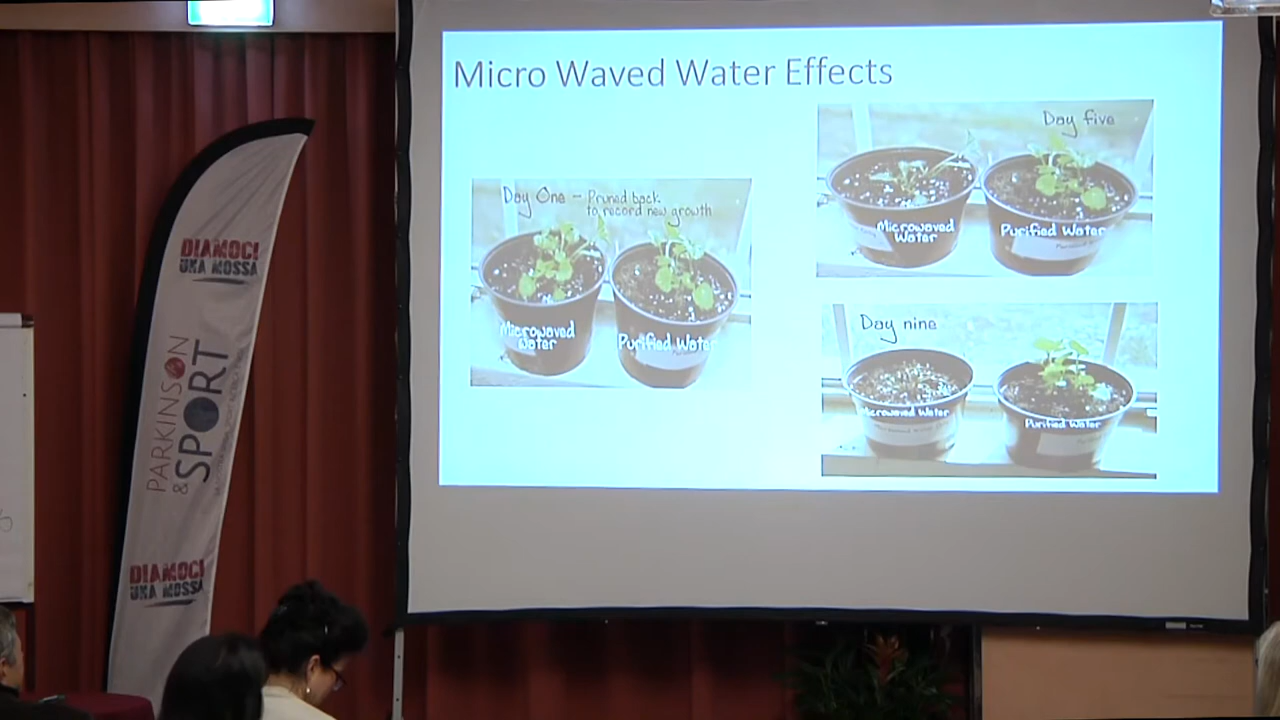 Micro Waved Water Effects
Day One - Pruned back
to record new growth
Microwaved
Water
Purified Water
Day five
Microwaved
Water
Purified Water
Day nine
Microwaved Water
Purified Water
DIAMOCI
UNA MOSSA
PARKINSON
& SPORT
DIAMOCI
UNA MOSSA